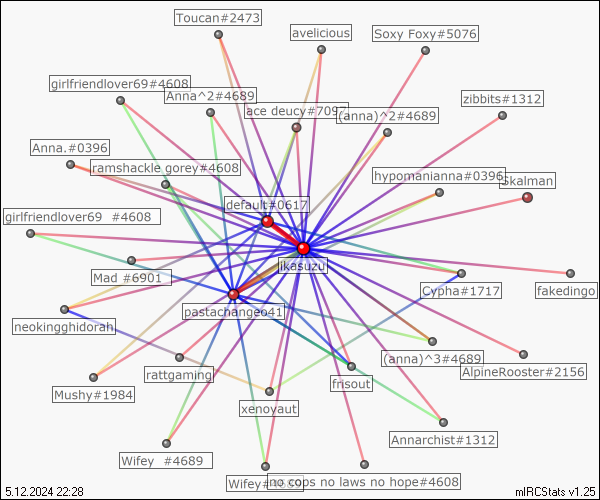 Toucan#2473
avelicious
Soxy Foxy#5076
girlfriendlover69#4608
Anna^2#4689
ace deucy#7097
zibbits#1312
(anna)^2#4689
Anna.#0396
ramshackle gorey#4608
hypomanianna#0396
Skalman
default#0617
girlfriendlover69 #4608
jikasuzu
Mad #6901
Cypha#1717
fakedingo
pastachangeo41
neokingghidorah
(anna)^3#4689
AlpineRooster#2156
rattgaming
frisout
Mushy#1984
xenoyaut
Annarchist#1312
Wifey #4689
Wifey
no cops no laws no hope#4608
5.12.2024 22:28
mIRCStats v1.25